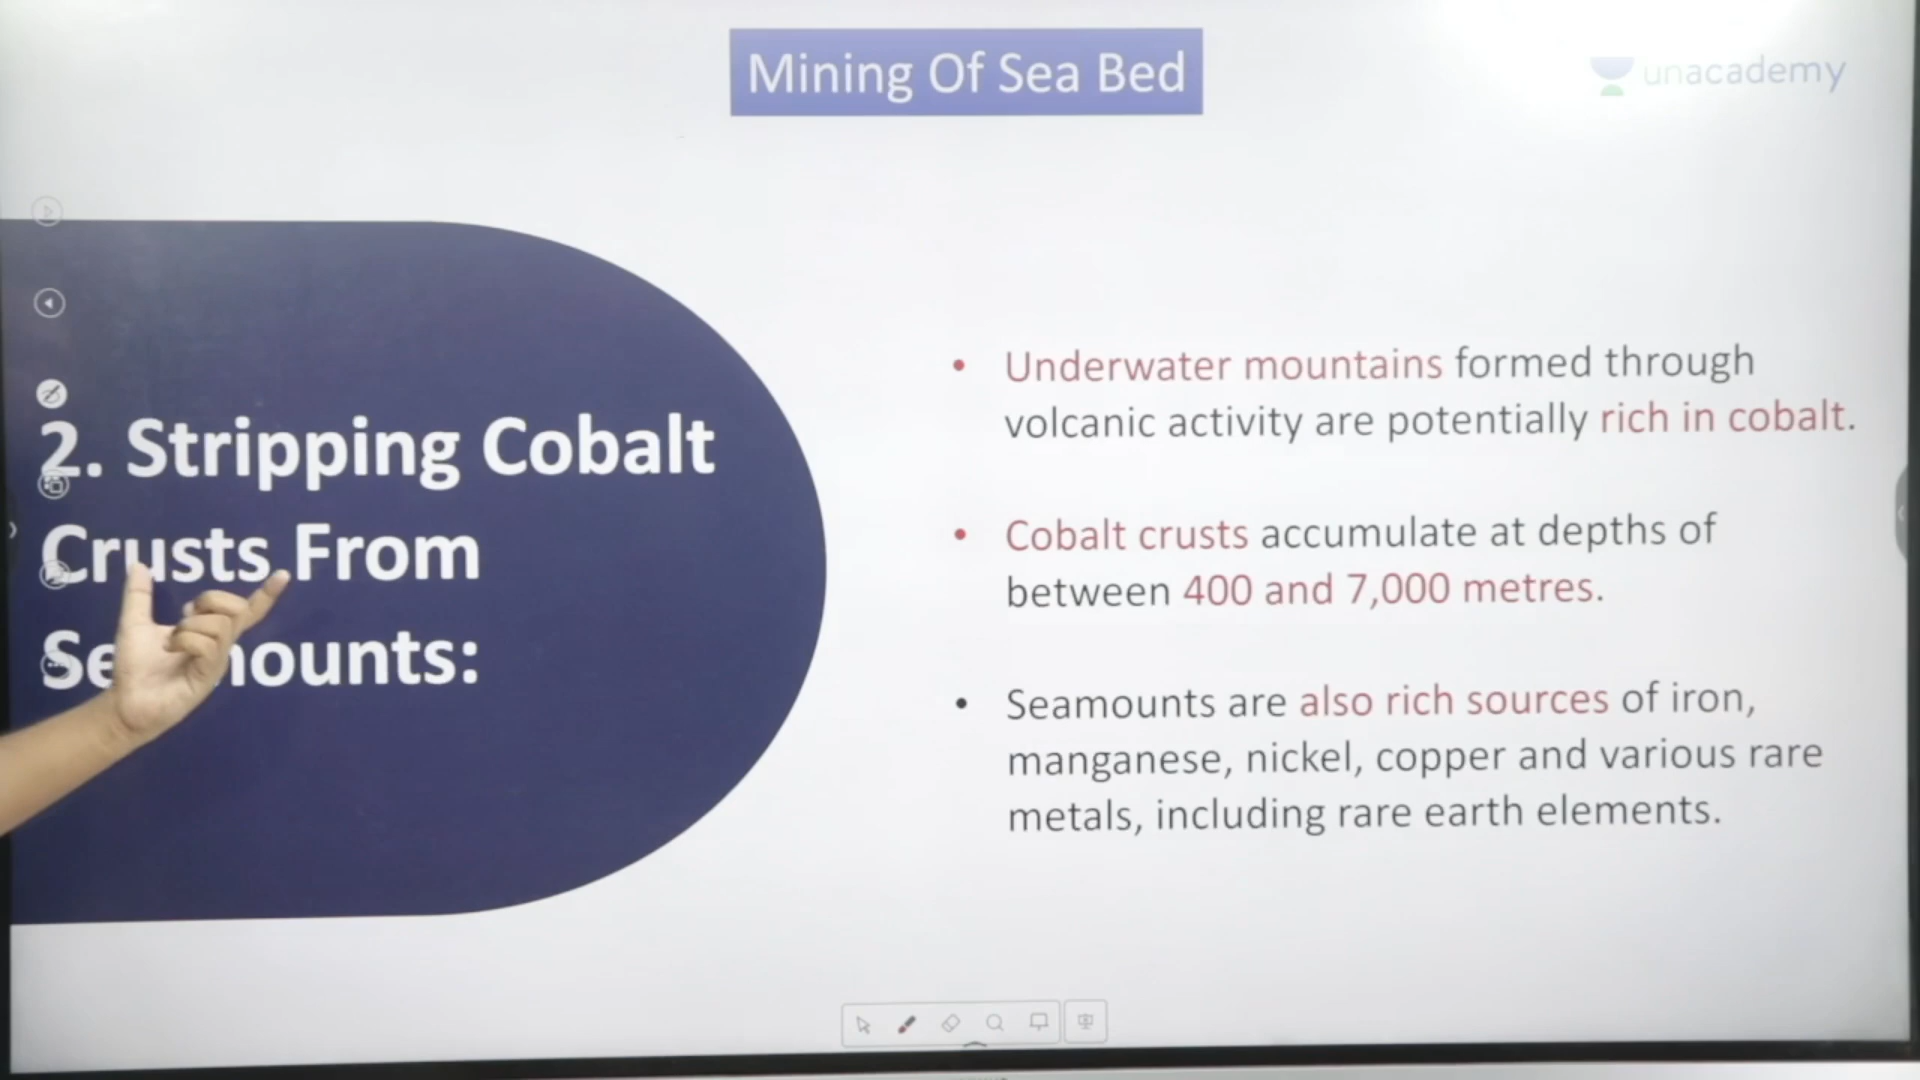 Mining Of Sea Bed
unacademy
2. Stripping Cobalt
Crusts From
Seamounts:
• Underwater mountains formed through
volcanic activity are potentially rich in cobalt.
• Cobalt crusts accumulate at depths of
between 400 and 7,000 metres.
• Seamounts are also rich sources of iron,
manganese, nickel, copper and various rare
metals, including rare earth elements.